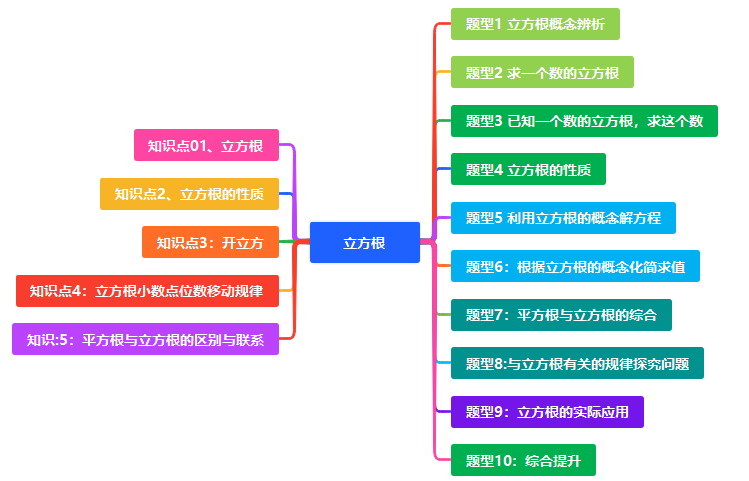 知识点01、立方根
知识点2、立方根的性质
知识点3：开立方
知识点4：立方根小数点位数移动规律
知识:5：平方根与立方根的区别与联系
立方根
题型1 立方根概念辨析
题型2 求一个数的立方根
题型3 已知一个数的立方根，求这个数
题型4 立方根的性质
题型5 利用立方根的概念解方程
题型6：根据立方根的概念化简求值
题型7：平方根与立方根的综合
题型8:与立方根有关的规律探究问题
题型9：立方根的实际应用
题型10：综合提升